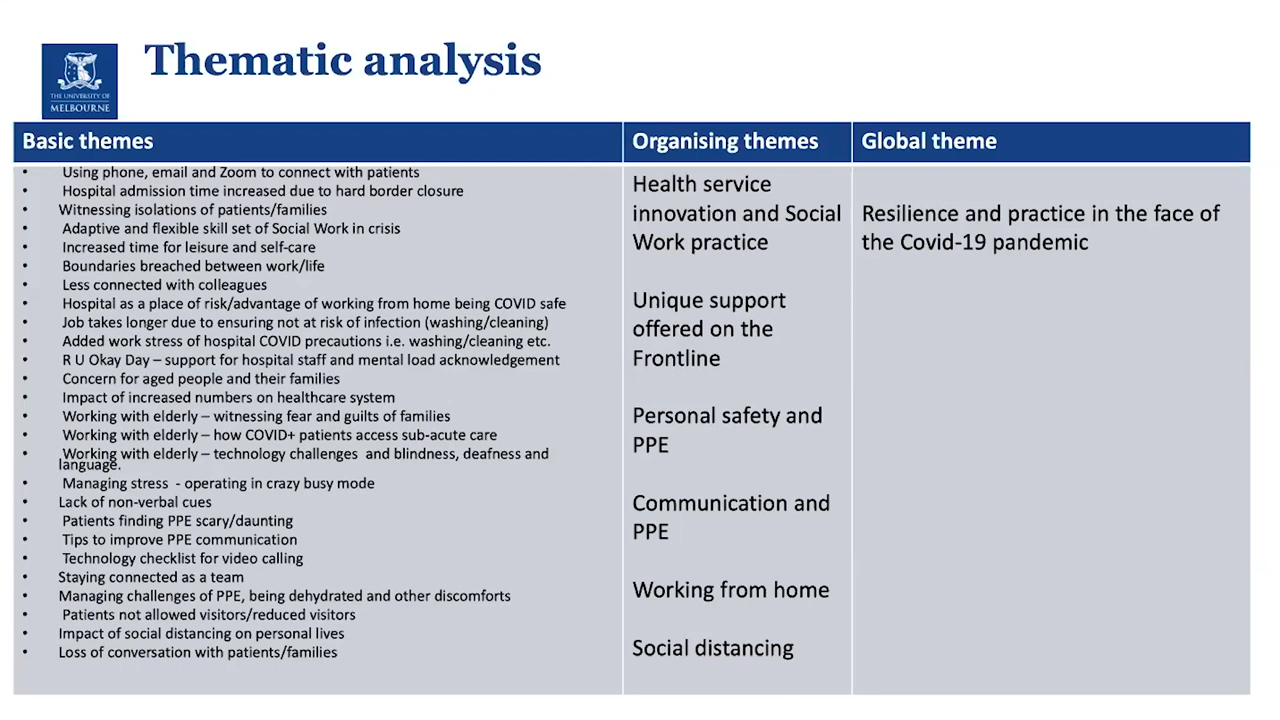 THE UNIVERSITY OF
MELBOURNE
Thematic analysis
Basic themes
Organising themes
Global theme
• Using phone, email and Zoom to connect with patients
• Hospital admission time increased due to hard border closure
• Witnessing isolations of patients/families
• Adaptive and flexible skill set of Social Work in crisis
• Increased time for leisure and self-care
• Boundaries breached between work/life
• Less connected with colleagues
• Hospital as a place of risk/advantage of working from home being COVID safe
• Job takes longer due to ensuring not at risk of infection (washing/cleaning)
• Added work stress of hospital COVID precautions i.e. washing/cleaning etc.
• R U Okay Day – support for hospital staff and mental load acknowledgement
• Concern for aged people and their families
• Impact of increased numbers on healthcare system
• Working with elderly – witnessing fear and guilts of families
• Working with elderly – how COVID+ patients access sub-acute care
• Working with elderly – technology challenges and blindness, deafness and
language.
• Managing stress - operating in crazy busy mode
• Lack of non-verbal cues
• Patients finding PPE scary/daunting
• Tips to improve PPE communication
• Technology checklist for video calling
• Staying connected as a team
• Managing challenges of PPE, being dehydrated and other discomforts
• Patients not allowed visitors/reduced visitors
• Impact of social distancing on personal lives
• Loss of conversation with patients/families
Health service
innovation and Social
Work practice
Unique support
offered on the
Frontline
Personal safety and
PPE
Communication and
PPE
Working from home
Social distancing
Resilience and practice in the face of
the Covid-19 pandemic